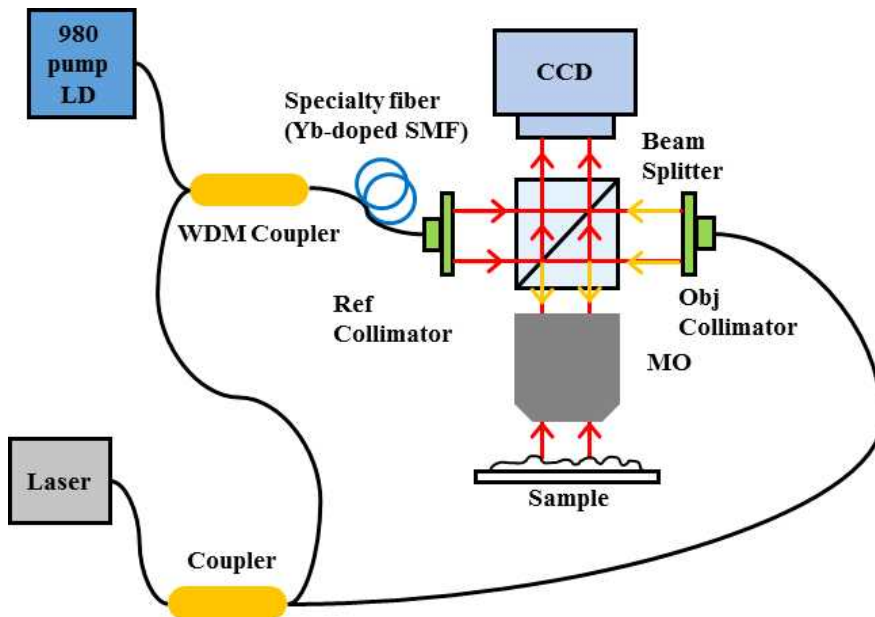 980
pump
LD
CCD
Specialty fiber
(Yb-doped SMF)
Beam
Splitter
WDM Coupler
Ref
Collimator
Obj
Collimator
MO
Laser
Sample
Coupler